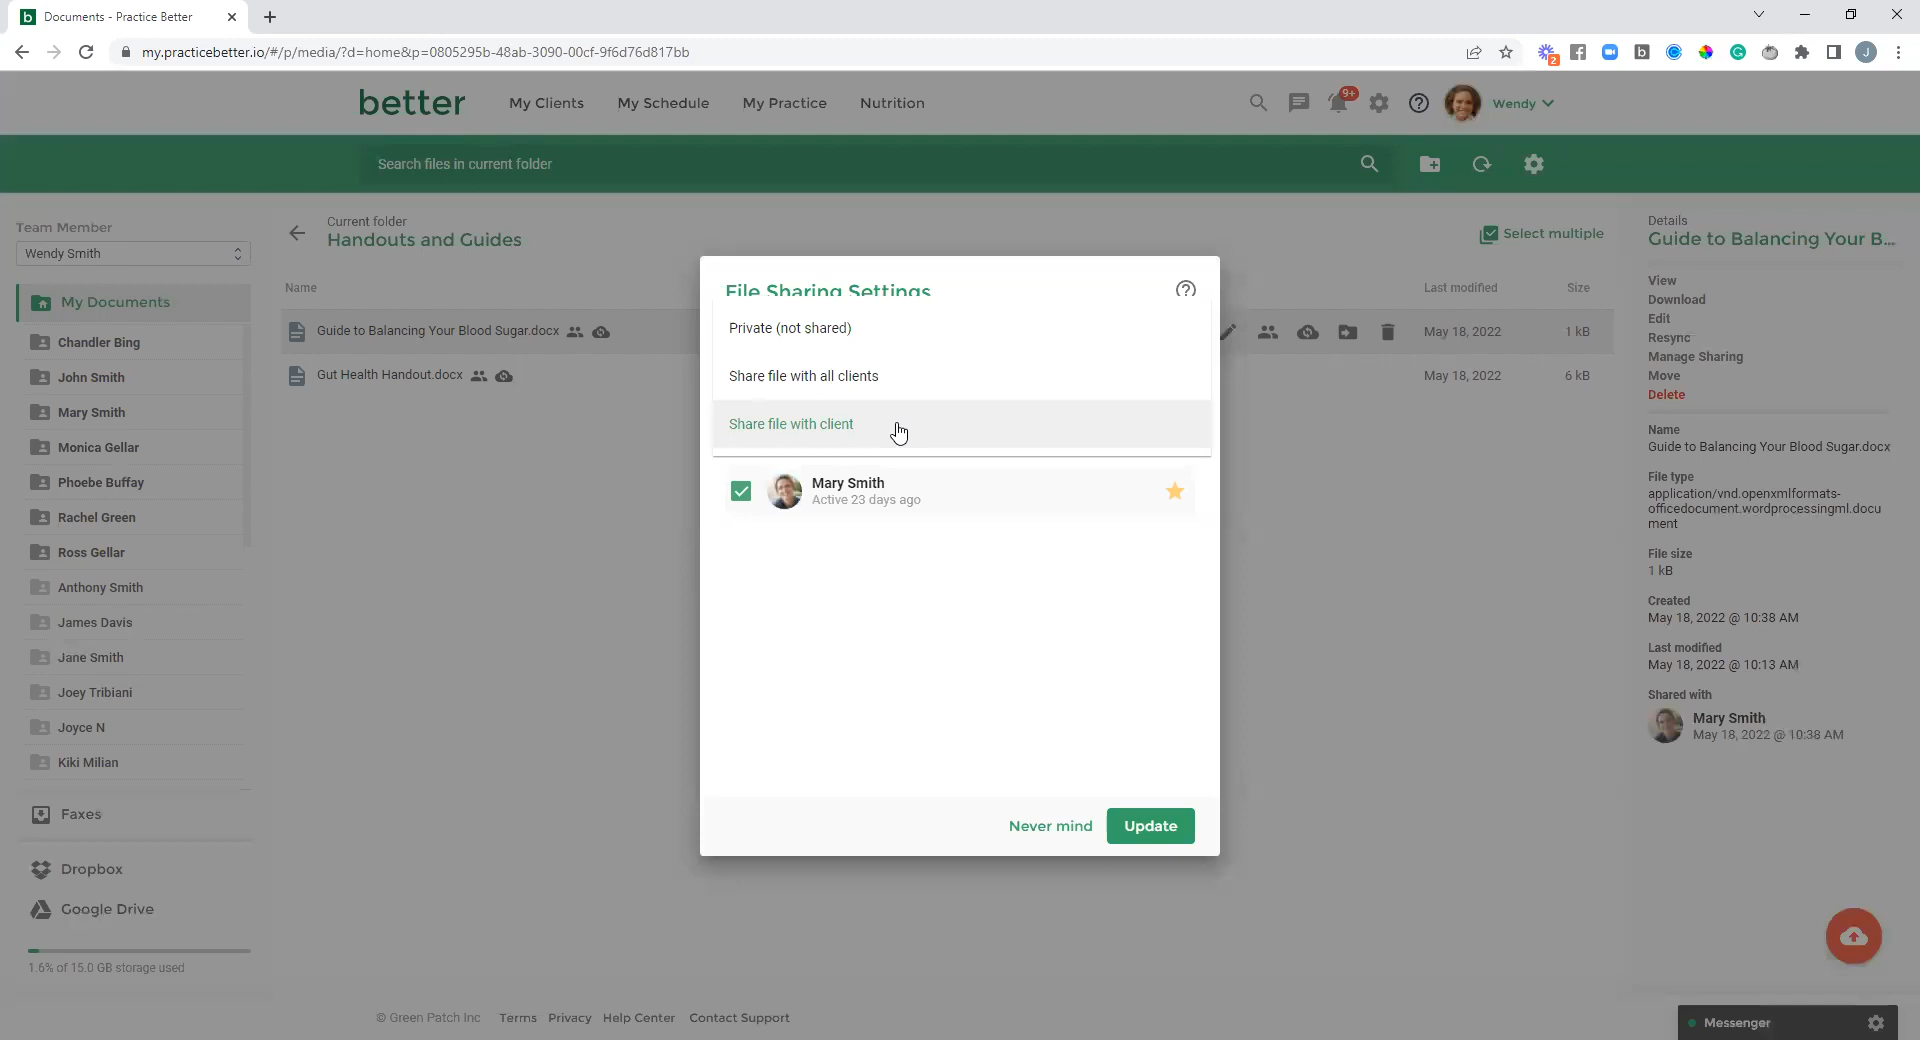 Documents - Practice Better
my.practicebetter.io/#/p/media/?d=home&p=0805295b-48ab-3090-00cf-9f6d76d817bb
2
J
better
My Clients
My Schedule
My Practice
Nutrition
9+
Wendy
Search files in current folder
Team Member
Wendy Smith
My Documents
Chandler Bing
John Smith
Mary Smith
Monica Gellar
Phoebe Buffay
Rachel Green
Ross Gellar
Anthony Smith
James Davis
Jane Smith
Joey Tribiani
Joyce N
Kiki Milian
Faxes
Dropbox
Google Drive
1.6% of 15.0 GB storage used
Current folder
Handouts and Guides
Select multiple
Name
Last modified
Size
Guide to Balancing Your Blood Sugar.docx
May 18, 2022
1 kB
Gut Health Handout.docx
May 18, 2022
6 kB
File Sharing Settings
Private (not shared)
Share file with all clients
Share file with client
Mary Smith
Active 23 days ago
Never mind
Update
Details
Guide to Balancing Your B...
View
Download
Edit
Resync
Manage Sharing
Move
Delete
Name
Guide to Balancing Your Blood Sugar.docx
File type
application/vnd.openxmlformats-
officedocument.wordprocessingml.docu
ment
File size
1 kB
Created
May 18, 2022 @ 10:38 AM
Last modified
May 18, 2022 @ 10:13 AM
Shared with
Mary Smith
May 18, 2022 @ 10:38 AM
© Green Patch Inc
Terms
Privacy
Help Center
Contact Support
Messenger